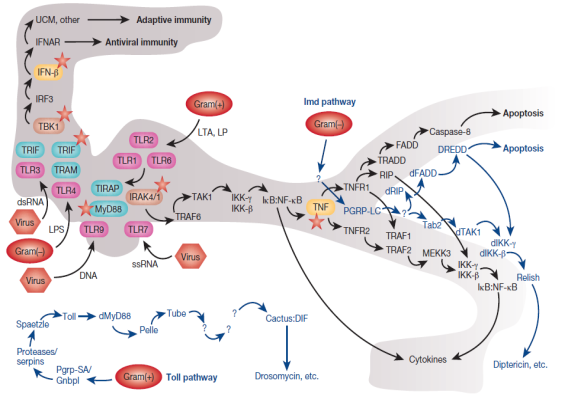 UCM, other
Adaptive immunity
IFNAR
Antiviral immunity
IFN-β
IRF3
TBK1
TRIF
TRIF
TLR3
TRAM
TLR4
dsRNA
Virus
LPS
Gram(–)
Virus
DNA
Gram(+)
LTA, LP
TLR2
TLR1
TLR6
TIRAP
IRAK4/1
MyD88
TLR9
TLR7
TRAF6
TAK1
IKK-γ
IKK-β
ssRNA
Virus
IκB:NF-κB
TNF
Imd pathway
Gram(–)
?
TNFR1
PGRP-LC
TNFR2
TRADD
FADD
Caspase-8
Apoptosis
RIP
dRIP
dFADD
DREDD
Apoptosis
?
Tab2
dTAK1
dIKK-γ
dIKK-β
Relish
TRAF1
TRAF2
MEKK3
IKK-γ
IKK-β
IκB:NF-κB
Cytokines
Diptericin, etc.
Spaetzle
Toll
dMyD88
Pelle
Tube
?
?
?
Cactus:DIF
Drosomycin, etc.
Proteases/
serpins
Pgrp-SA/
Gnbpl
Gram(+)
Toll pathway